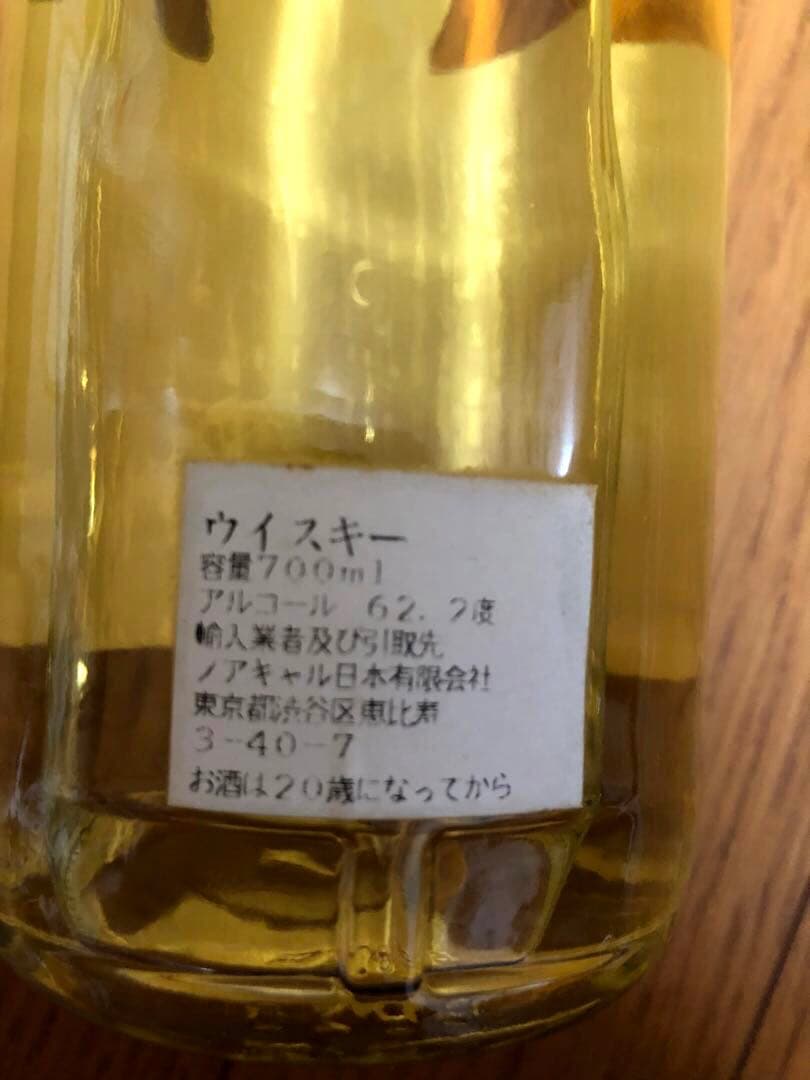 ウイスキー
容量700ml
アルコール 62.2度
輸入業者及び引取先
ノアキャル日本有限会社
東京都渋谷区恵比寿
3-40-7
お酒は20歳になってから